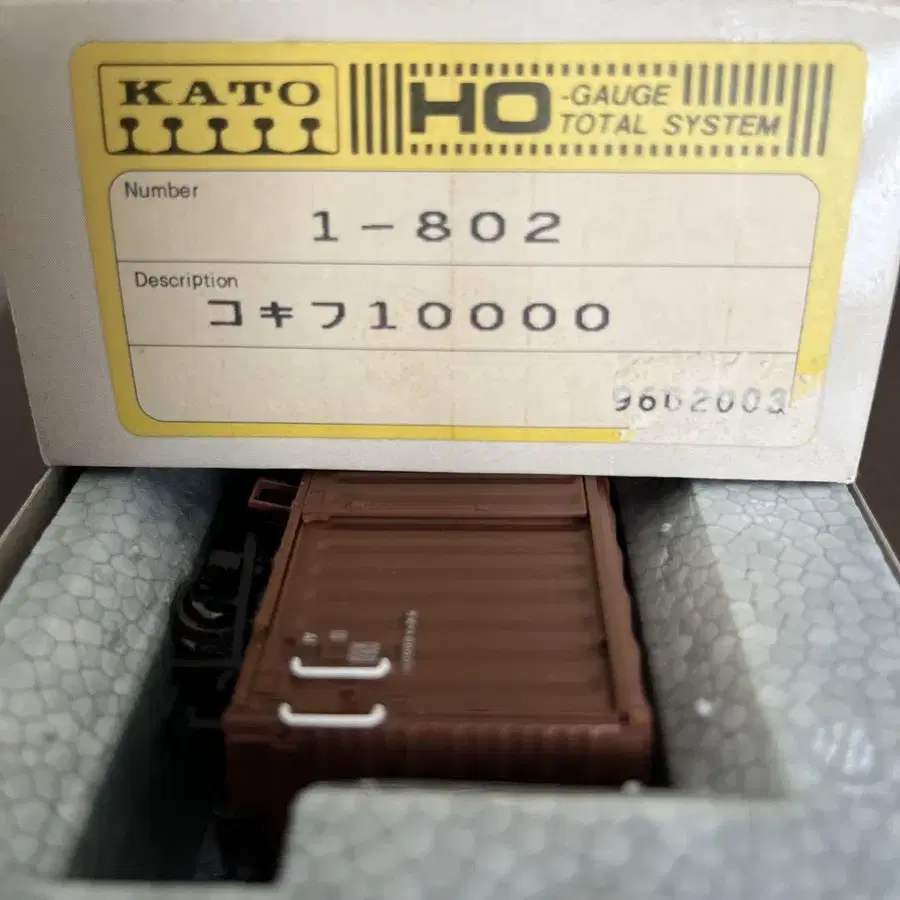 KATO
HO -GAUGE
TOTAL SYSTEM
Number
1-802
Description
コキフ10000